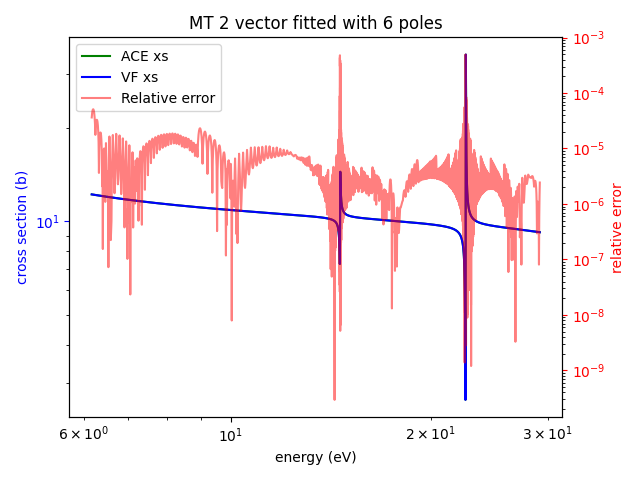 MT 2 vector fitted with 6 poles
ACE xs
VF xs
Relative error
cross section (b)
10¹
10⁻³
10⁻⁴
10⁻⁵
10⁻⁶
10⁻⁷
10⁻⁸
10⁻⁹
relative error
6 × 10⁰
10¹
2 × 10¹
3 × 10¹
energy (eV)